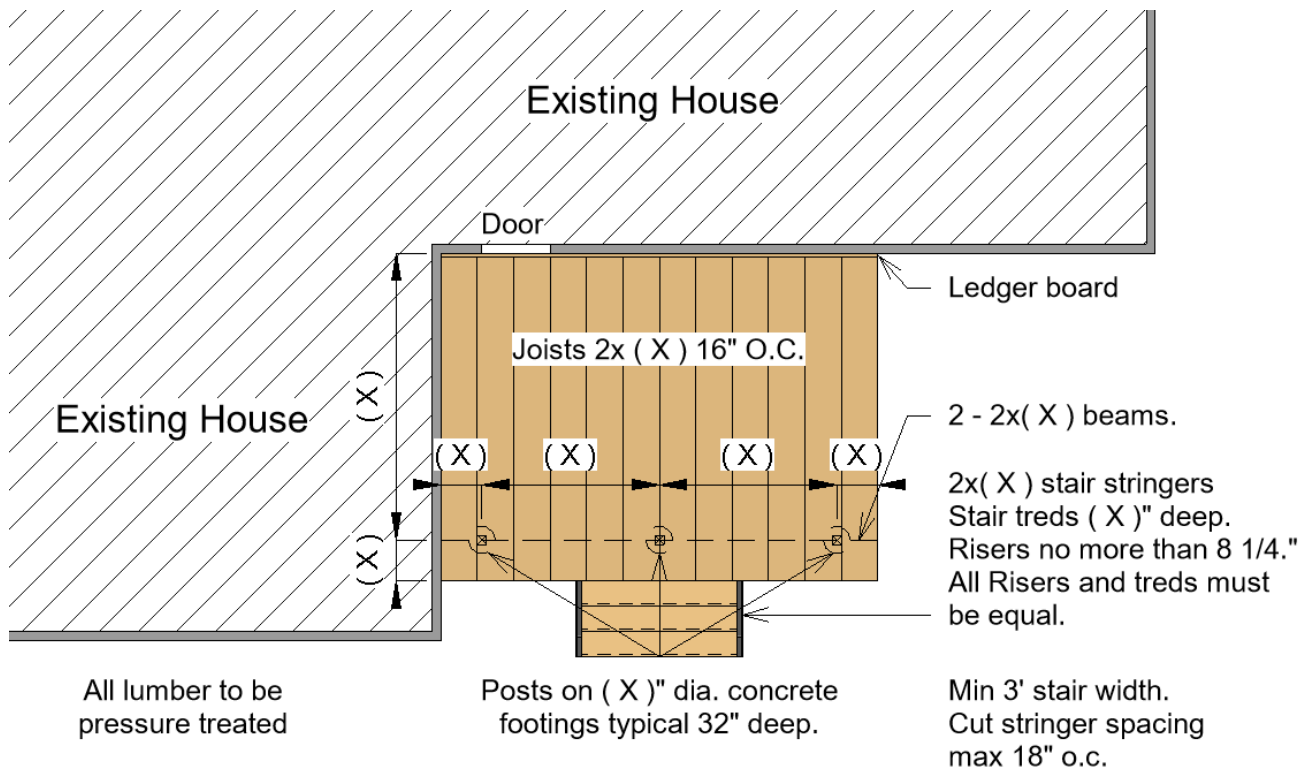 Existing House
Door
Ledger board
Joists 2x ( X ) 16" O.C.
( X )
Existing House
2 - 2x( X ) beams.
( X )
( X )
( X )
( X )
2x( X ) stair stringers
Stair treds ( X )" deep.
Risers no more than 8 1/4."
All Risers and treds must
be equal.
( X )
All lumber to be
pressure treated
Posts on ( X )" dia. concrete
footings typical 32" deep.
Min 3' stair width.
Cut stringer spacing
max 18" o.c.